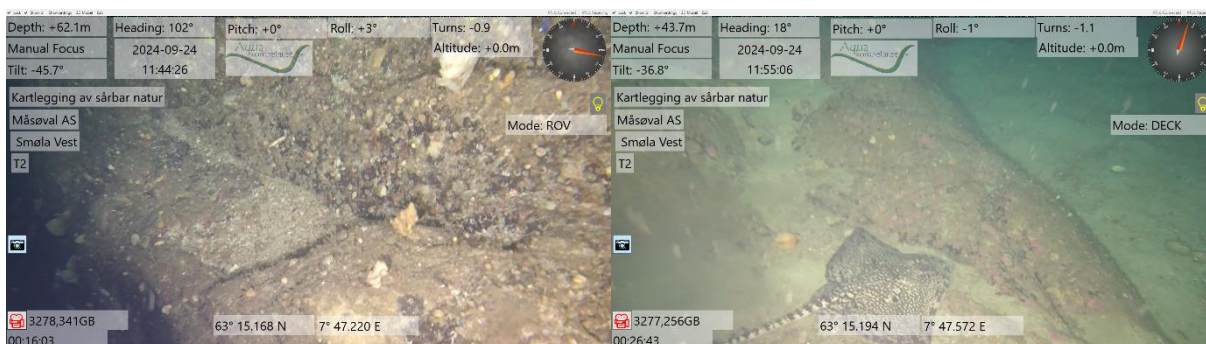 Depth: +62.1m
Heading: 102°
Pitch: +0°
Roll: +3°
Turns: -0.9
Manual Focus
2024-09-24
11:44:26
Altitude: +0.0m
Tilt: -45.7°
Aqua
Kompetanse
Kartlegging av sårbar natur
Måsøval AS
Mode: ROV
Smøla Vest
T2
3278,341GB
63° 15.168 N
7° 47.220 E
00:16:03
Depth: +43.7m
Heading: 18°
Pitch: +0°
Roll: -1°
Turns: -1.1
Manual Focus
2024-09-24
11:55:06
Altitude: +0.0m
Tilt: -36.8°
Aqua
Kompetanse
Kartlegging av sårbar natur
Måsøval AS
Mode: DECK
Smøla Vest
T2
3277,256GB
63° 15.194 N
7° 47.572 E
00:26:43